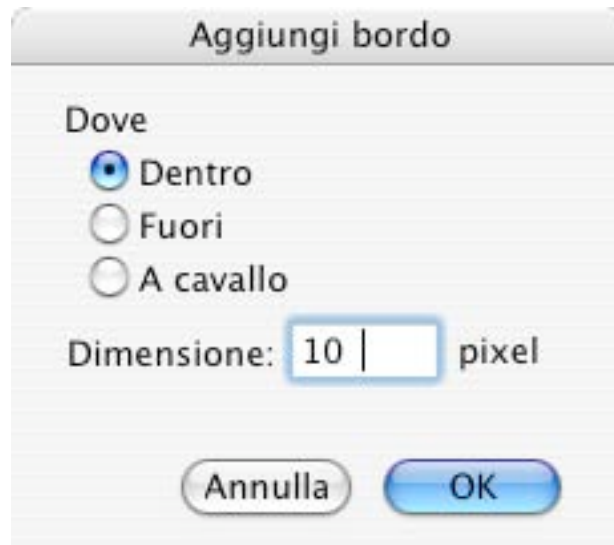 Aggiungi bordo
Dove
Dentro
Fuori
A cavallo
Dimensione: 10 pixel
Annulla OK